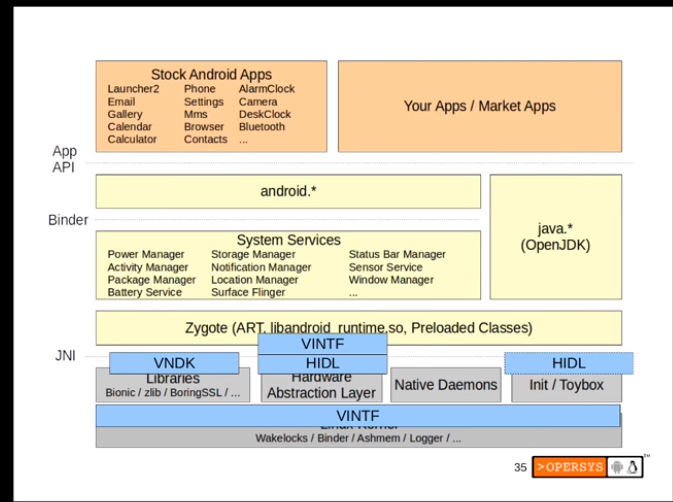 Stock Android Apps
Launcher2 Phone AlarmClock
Email Settings Camera
Gallery Mms DeskClock
Calendar Browser Bluetooth
Calculator Contacts ...
Your Apps / Market Apps
App
API
android.*
Binder
java.*
(OpenJDK)
System Services
Power Manager Storage Manager Status Bar Manager
Activity Manager Notification Manager Sensor Service
Package Manager Location Manager Window Manager
Battery Service Surface Flinger ...
Zygote (ART, libandroid_runtime.so, Preloaded Classes)
VINTF
JNI
VNDK HIDL HIDL
Libraries
Bionic / zlib / BoringSSL / ...
Hardware
Abstraction Layer
Native Daemons
Init / Toybox
VINTF
Linux Kernel
Wakelocks / Binder / Ashmem / Logger / ...
35 >OPERSYS ™